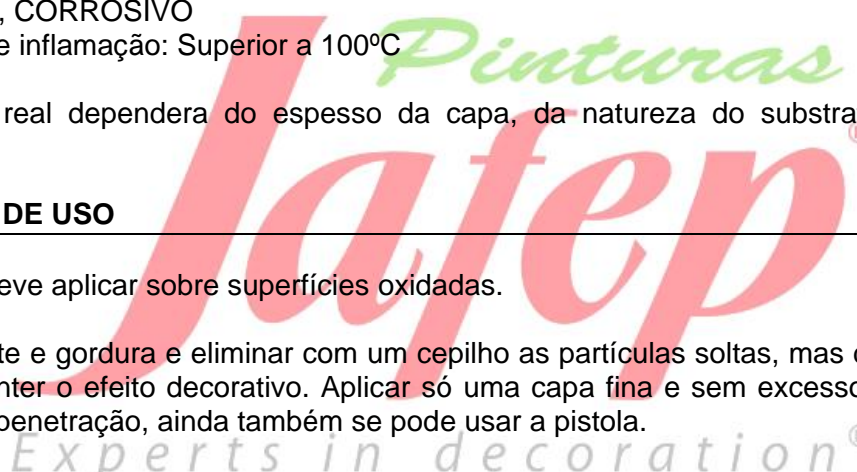 , CORROSIVO
e inflamação: Superior a 100ºC
Pinturas
real dependera do espesso da capa, da natureza do substra
Jafep®
DE USO
eve aplicar sobre superfícies oxidadas.
te e gordura e eliminar com um cepilho as partículas soltas, mas
nter o efeito decorativo. Aplicar só uma capa fina e sem excesso
penetração, ainda também se pode usar a pistola.
Experts in decoration®